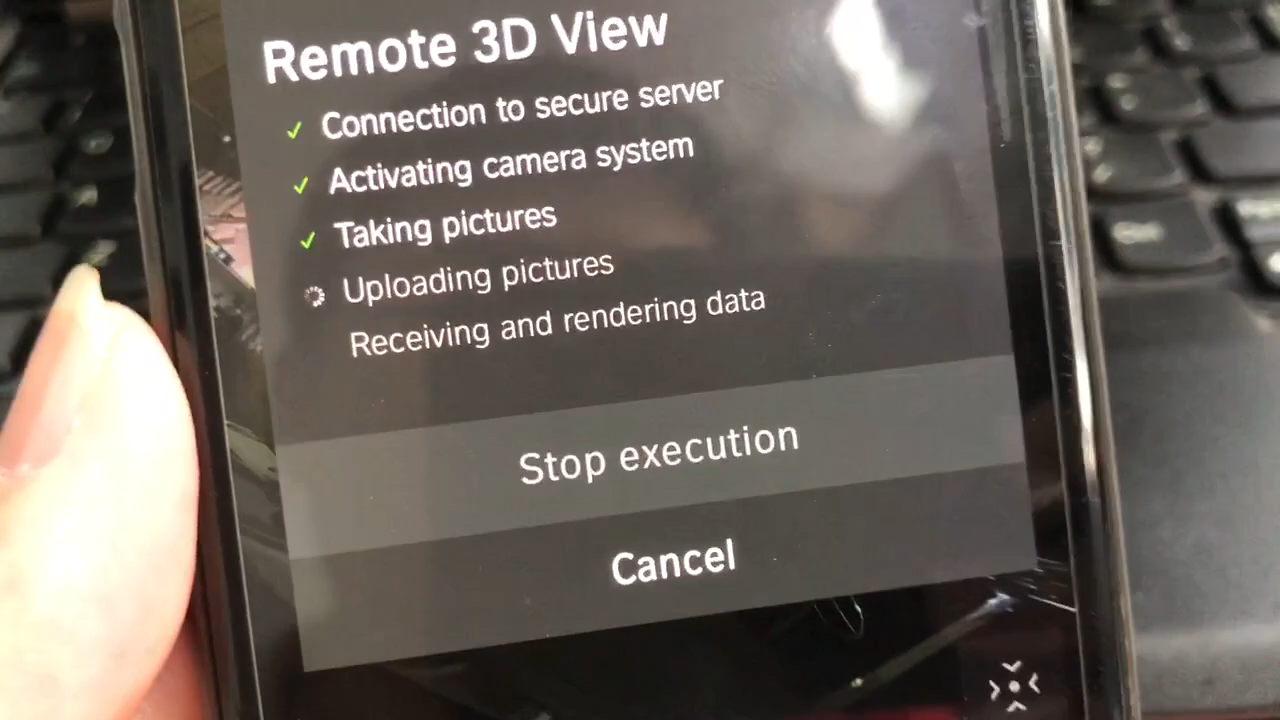 Remote 3D View
Connection to secure server
Activating camera system
Taking pictures
Uploading pictures
Receiving and rendering data
Stop execution
Cancel